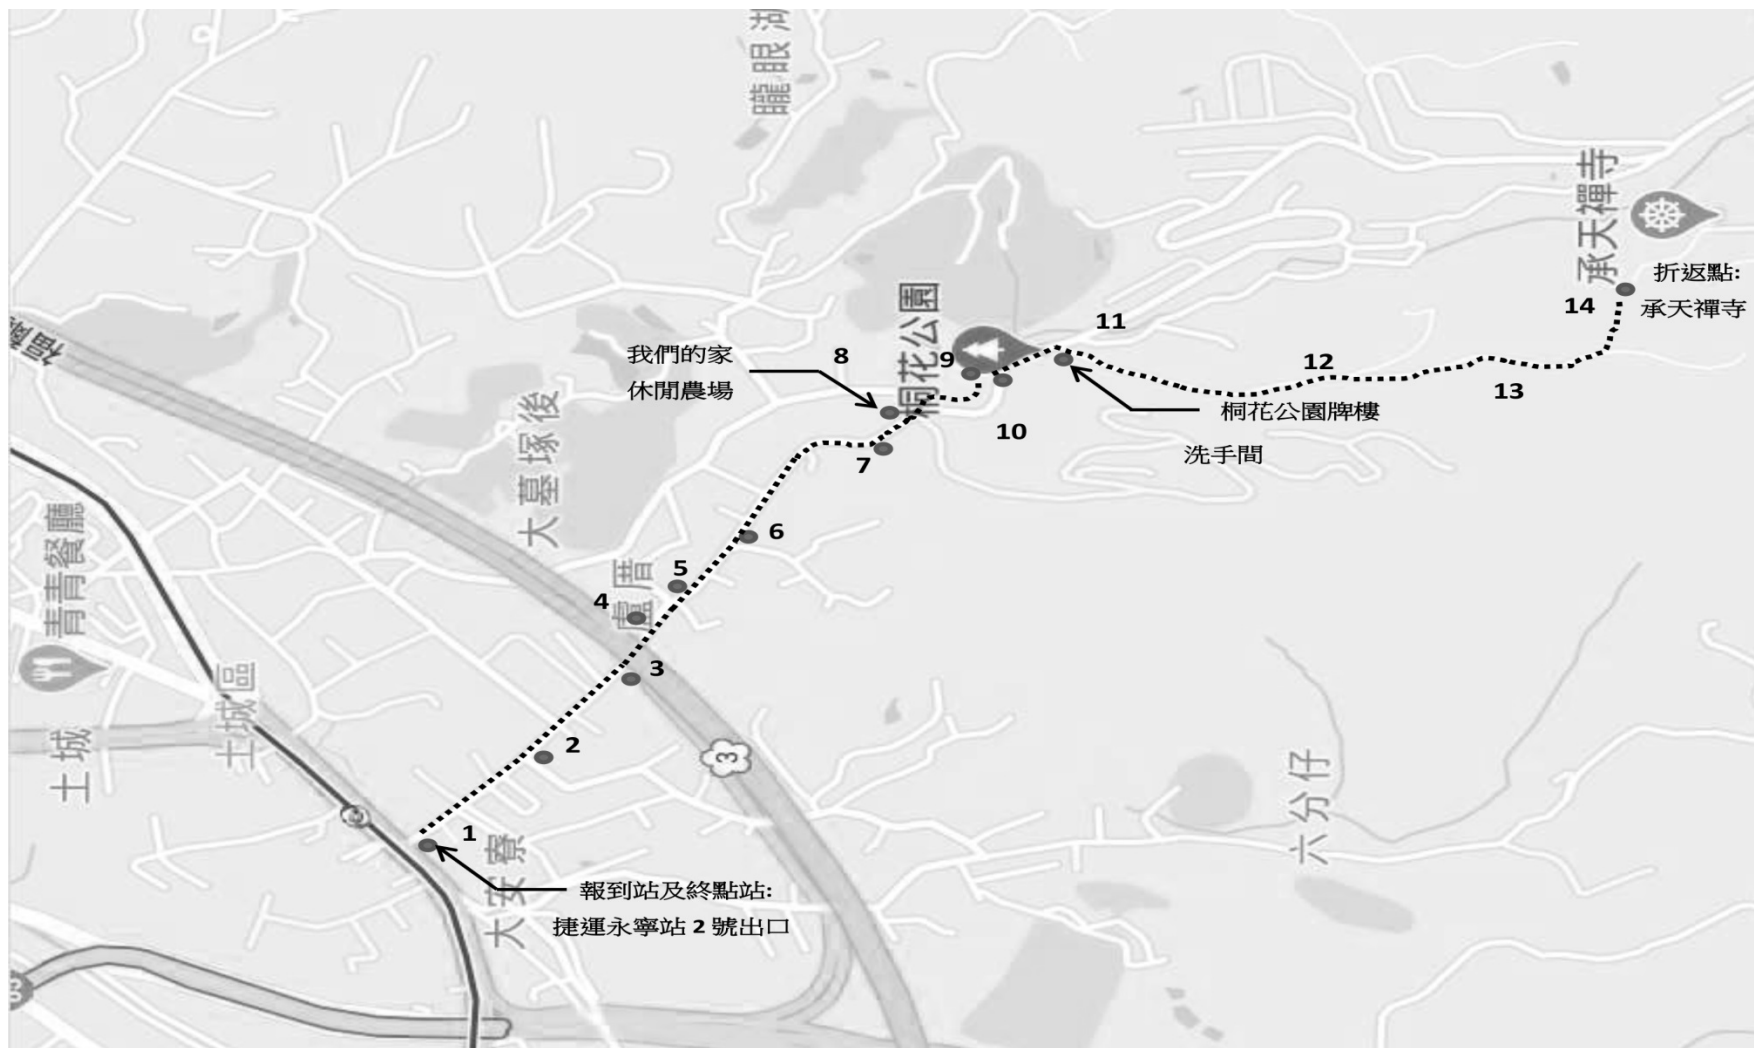 矓眼湖
承天禪寺
折返點:
承天禪寺
14
11
桐花公園
我們的家
休閒農場
8
9
12
13
桐花公園牌樓
10
洗手間
7
大墓塚後
6
5
盧厝
4
3
青青餐廳
土城區
土城
2
3
六分仔
1
大安寮
報到站及終點站:
捷運永寧站 2 號出口